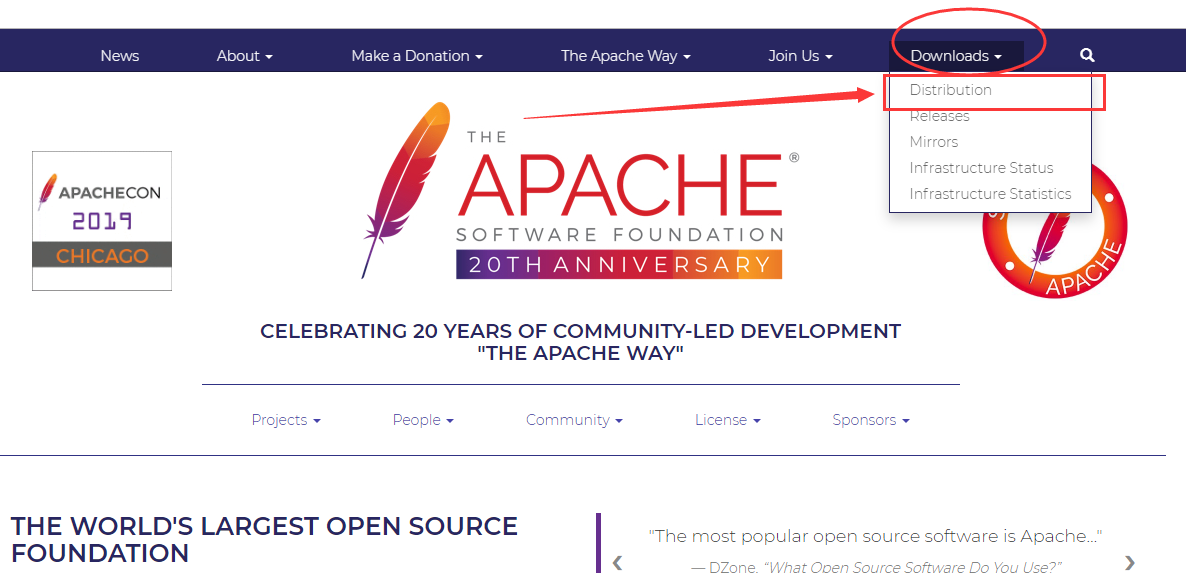 News About Make a Donation The Apache Way Join Us Downloads
Distribution
Releases
Mirrors
Infrastructure Status
Infrastructure Statistics
APACHECON
2019
CHICAGO
THE
APACHE®
SOFTWARE FOUNDATION
20TH ANNIVERSARY
APACHE
CELEBRATING 20 YEARS OF COMMUNITY-LED DEVELOPMENT
"THE APACHE WAY"
Projects People Community License Sponsors
THE WORLD'S LARGEST OPEN SOURCE
FOUNDATION
"The most popular open source software is Apache..."
— DZone, “What Open Source Software Do You Use?”